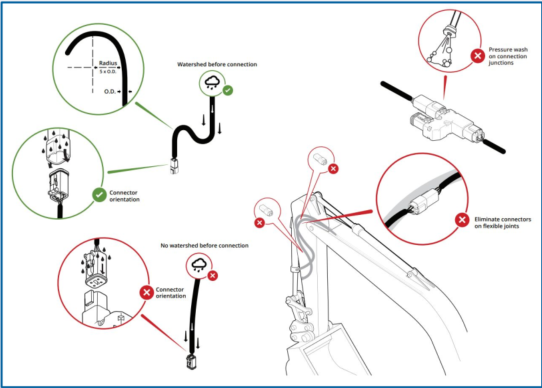 Radius
5 x O.D.
O.D.
Watershed before connection
Connector
orientation
No watershed before connection
Connector
orientation
Pressure wash
on connection
junctions
Eliminate connectors
on flexible joints